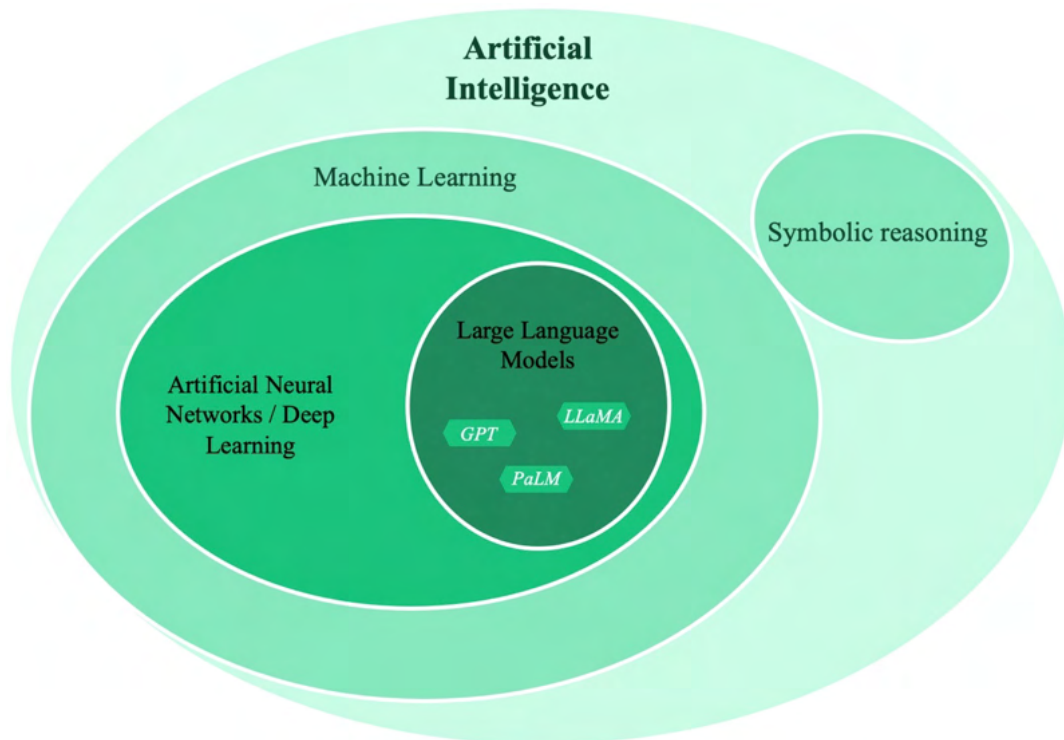 Artificial
Intelligence
Machine Learning
Symbolic reasoning
Large Language
Models
Artificial Neural
Networks / Deep
Learning
LLaMA
GPT
PaLM